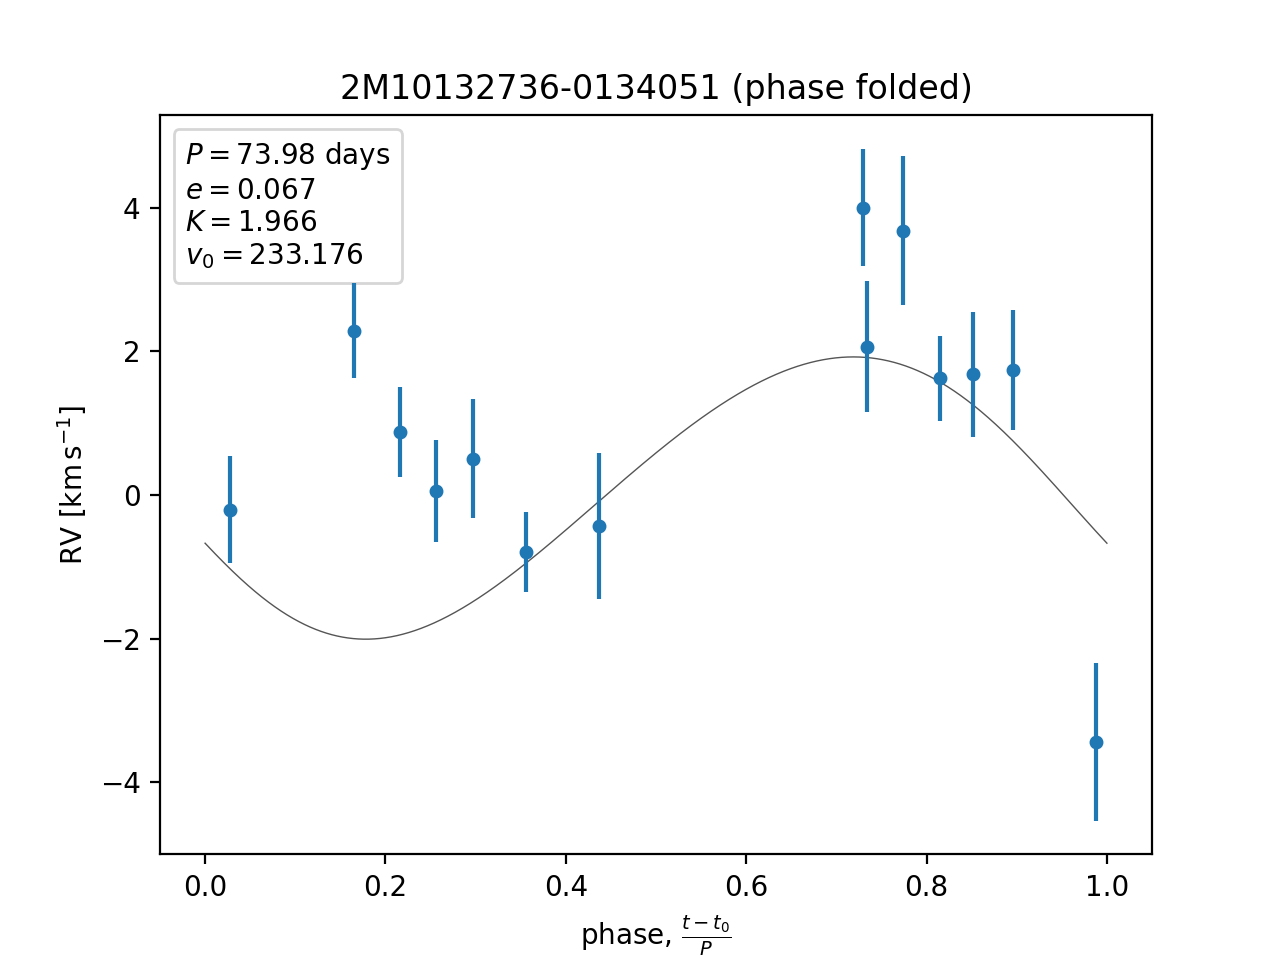 2M10132736-0134051 (phase folded)
P = 73.98 days
e = 0.067
K = 1.966
v₀ = 233.176
RV [km s⁻¹]
4
2
0
−2
−4
0.0 0.2 0.4 0.6 0.8 1.0
phase, (t − t₀)/P